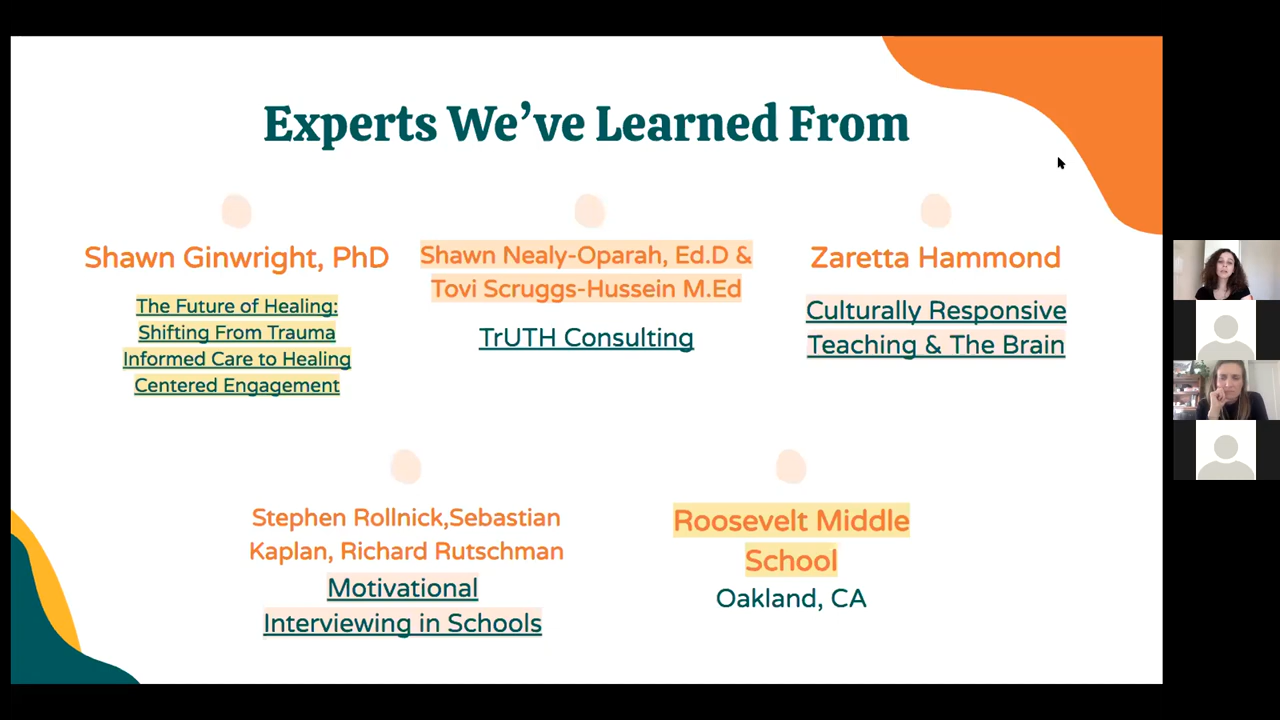 Experts We've Learned From
Shawn Ginwright, PhD
The Future of Healing:
Shifting From Trauma
Informed Care to Healing
Centered Engagement
Shawn Nealy-Oparah, Ed.D &
Tovi Scruggs-Hussein M.Ed
TrUTH Consulting
Zaretta Hammond
Culturally Responsive
Teaching & The Brain
Stephen Rollnick,Sebastian
Kaplan, Richard Rutschman
Motivational
Interviewing in Schools
Roosevelt Middle
School
Oakland, CA